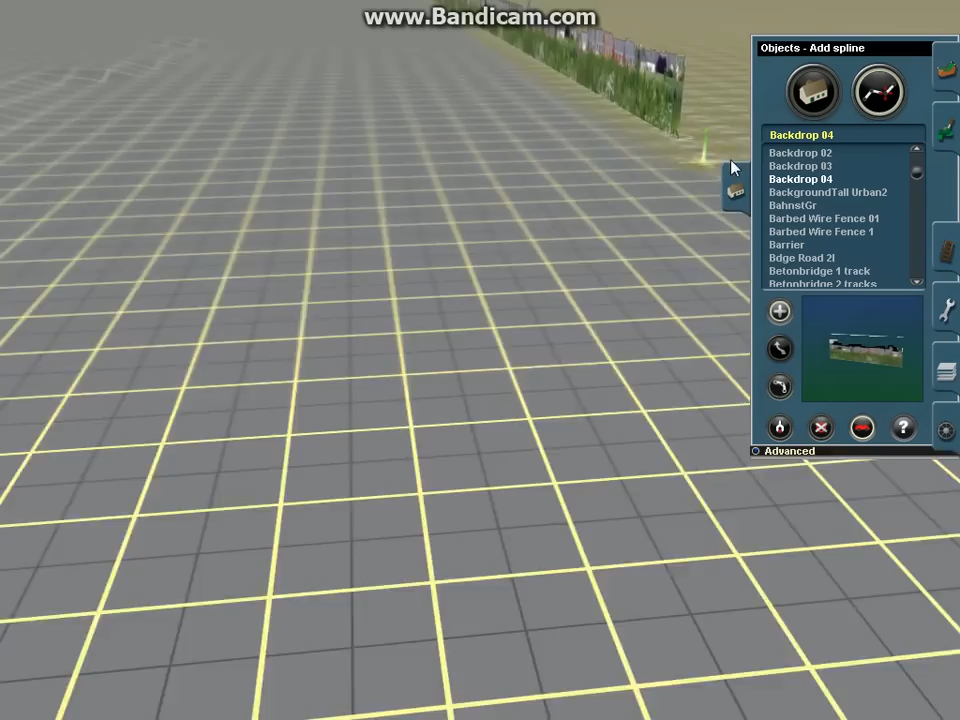 www.Bandicam.com
Objects - Add spline
Backdrop 04
Backdrop 02
Backdrop 03
Backdrop 04
BackgroundTall Urban2
BahnstGr
Barbed Wire Fence 01
Barbed Wire Fence 1
Barrier
Bdge Road 2l
Betonbridge 1 track
Betonbridge 2 tracks
?
Advanced